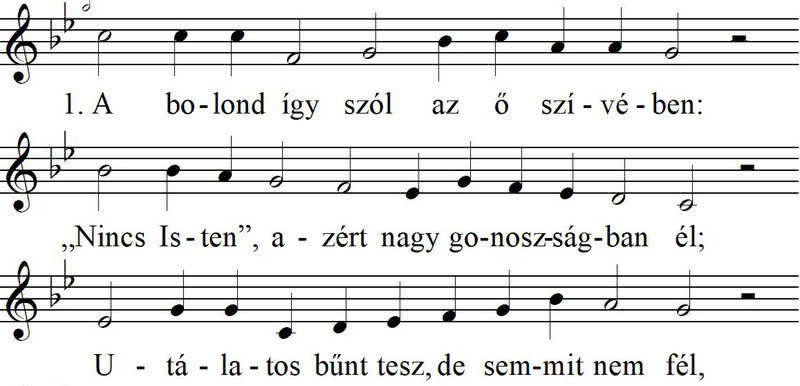 1. A bo-lond így szól az ő szí-vé-ben:
„Nincs Is-ten”, a-zért nagy go-nosz-ság-ban él;
U-tá-la-tos bűnt tesz, de sem-mit nem fél,